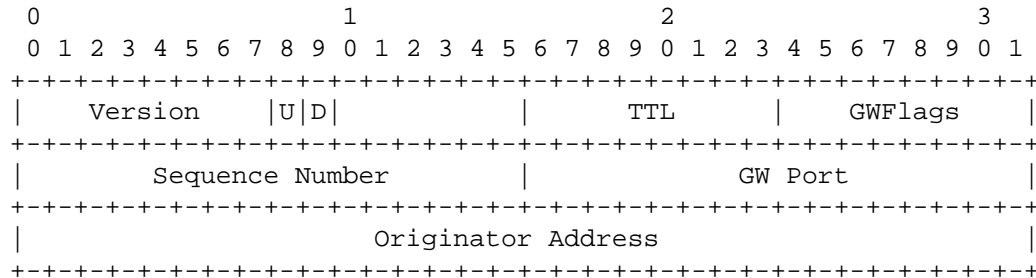 0                   1                   2                   3
 0 1 2 3 4 5 6 7 8 9 0 1 2 3 4 5 6 7 8 9 0 1 2 3 4 5 6 7 8 9 0 1
+-+-+-+-+-+-+-+-+-+-+-+-+-+-+-+-+-+-+-+-+-+-+-+-+-+-+-+-+-+-+-+-+
|    Version    |U|D|           |      TTL      |    GWFlags    |
+-+-+-+-+-+-+-+-+-+-+-+-+-+-+-+-+-+-+-+-+-+-+-+-+-+-+-+-+-+-+-+-+
|        Sequence Number        |             GW Port           |
+-+-+-+-+-+-+-+-+-+-+-+-+-+-+-+-+-+-+-+-+-+-+-+-+-+-+-+-+-+-+-+-+
|                      Originator Address                       |
+-+-+-+-+-+-+-+-+-+-+-+-+-+-+-+-+-+-+-+-+-+-+-+-+-+-+-+-+-+-+-+-+